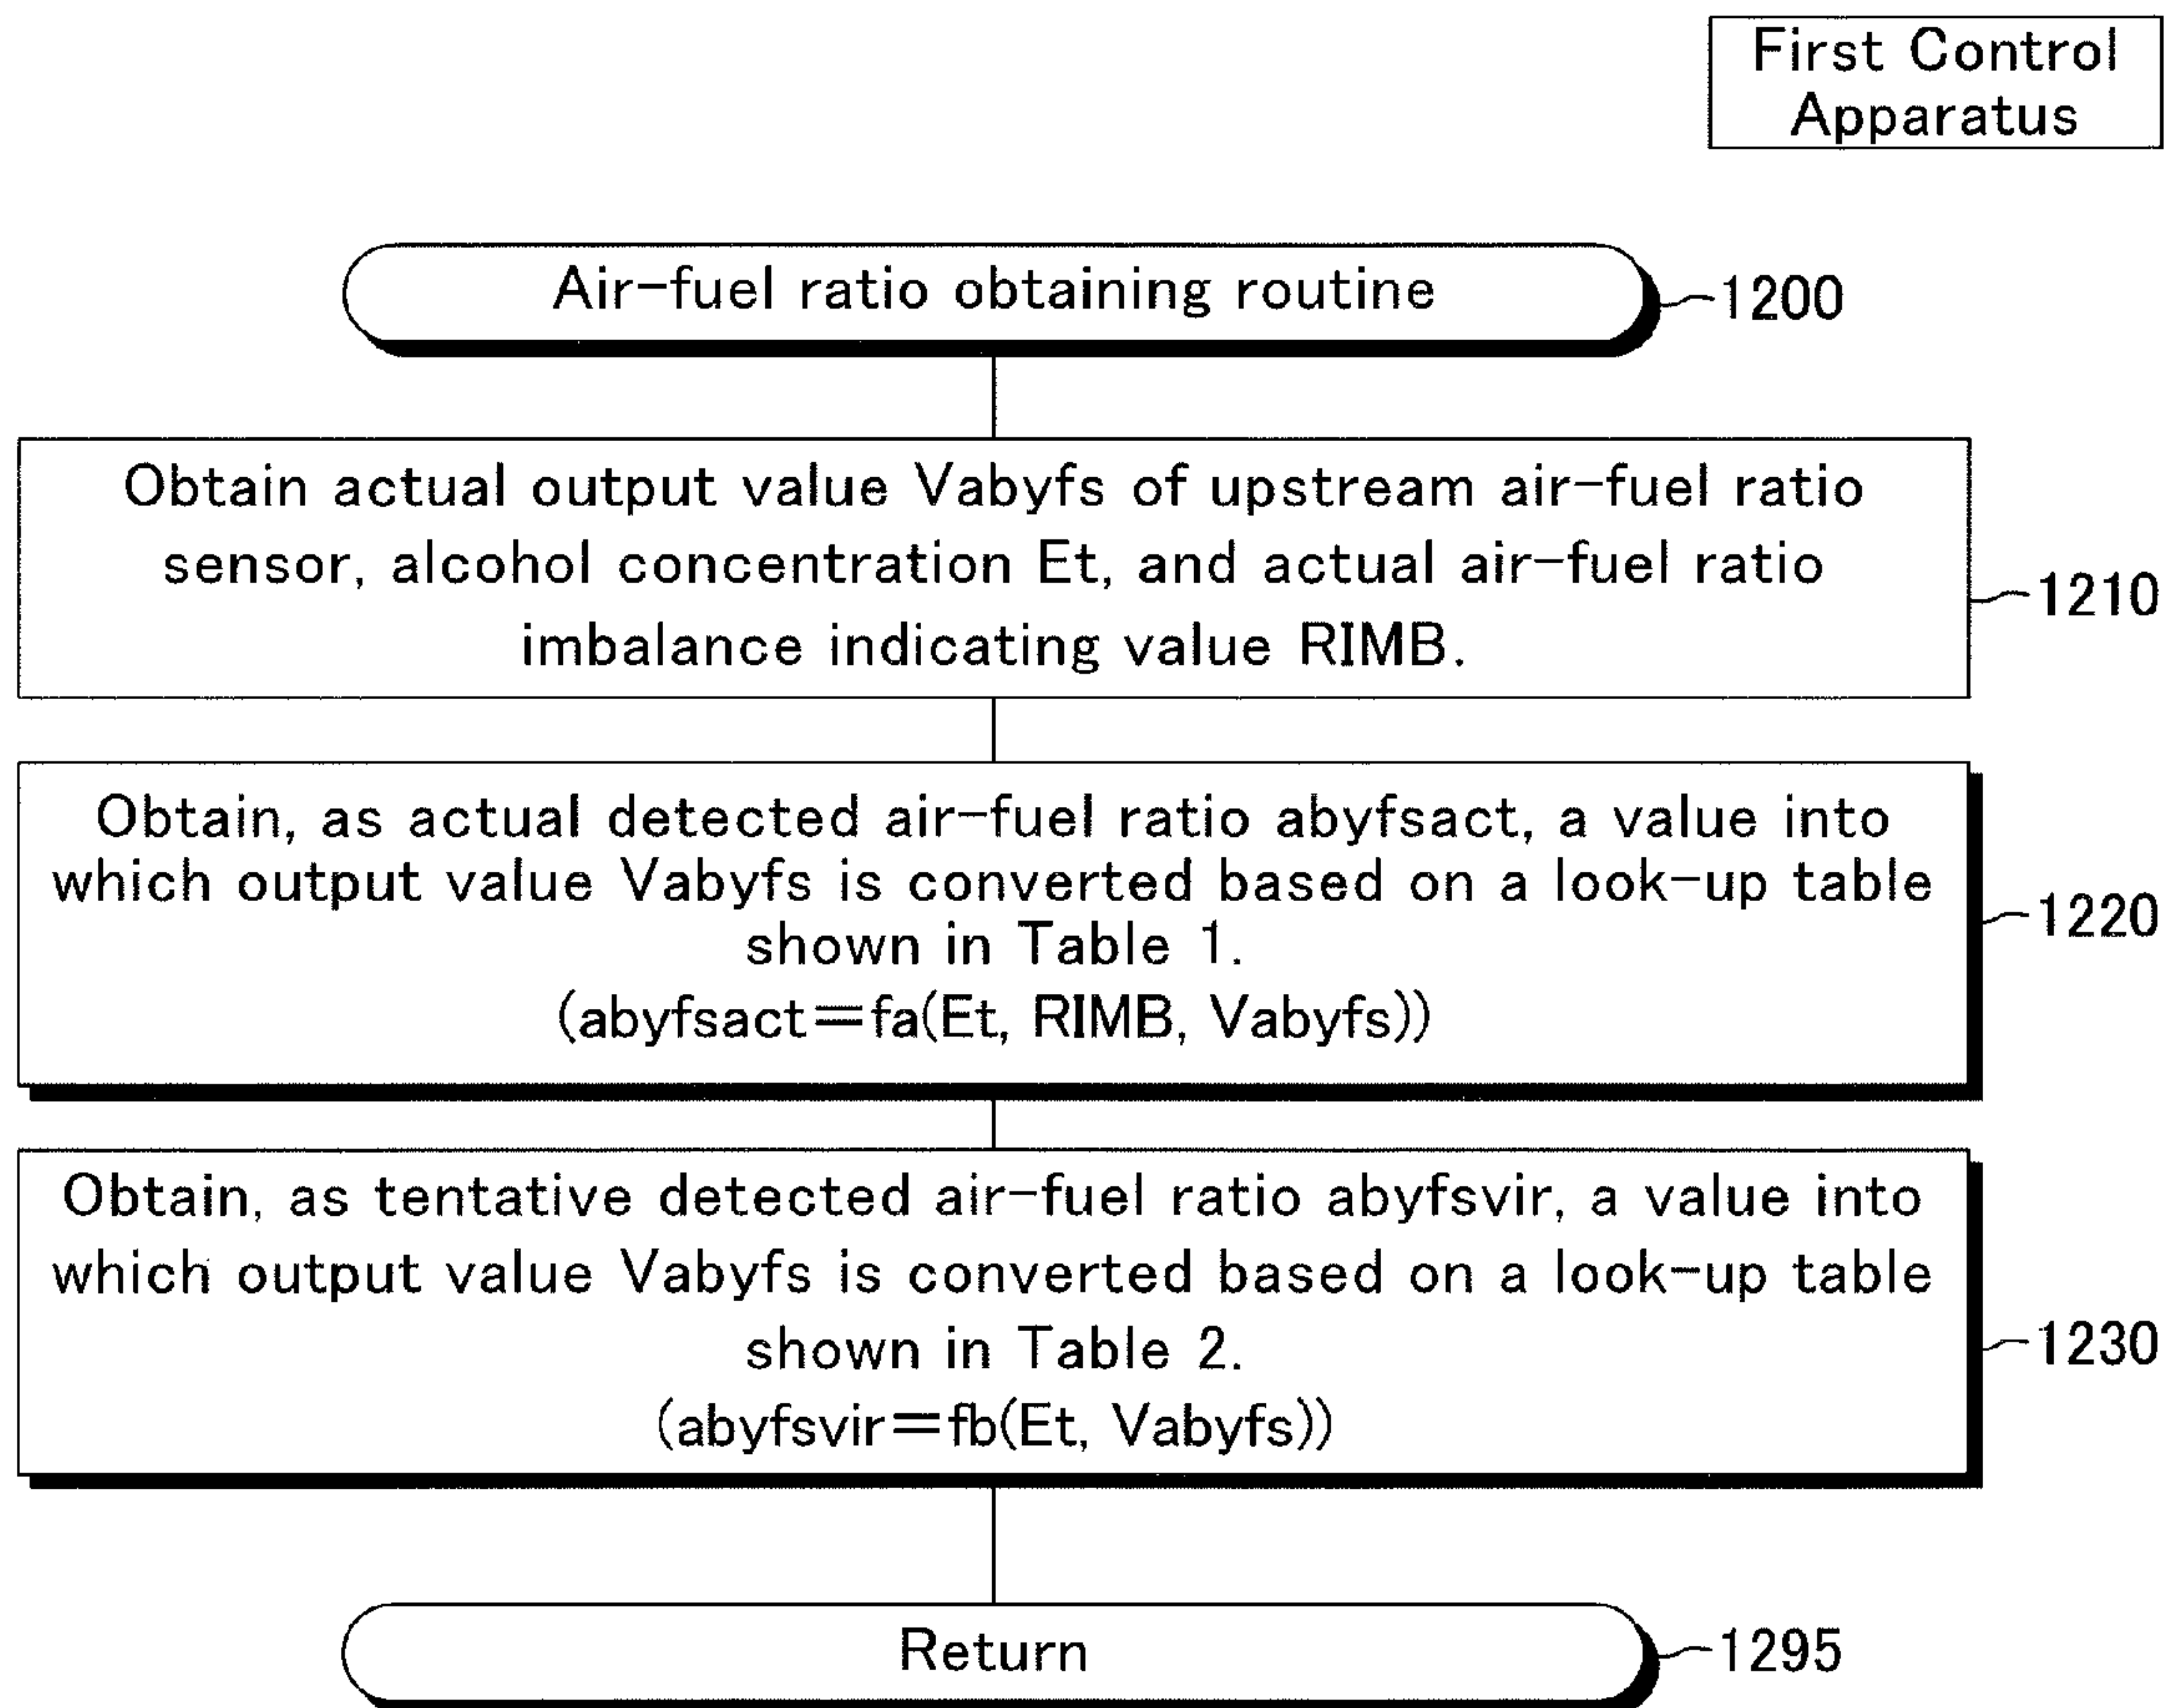 First Control
Apparatus
Air-fuel ratio obtaining routine
1200
Obtain actual output value Vabyfs of upstream air-fuel ratio
sensor, alcohol concentration Et, and actual air-fuel ratio
imbalance indicating value RIMB.
1210
Obtain, as actual detected air-fuel ratio abyfsact, a value into
which output value Vabyfs is converted based on a look-up table
shown in Table 1.
(abyfsact=fa(Et, RIMB, Vabyfs))
1220
Obtain, as tentative detected air-fuel ratio abyfsvir, a value into
which output value Vabyfs is converted based on a look-up table
shown in Table 2.
(abyfsvir=fb(Et, Vabyfs))
1230
Return
1295